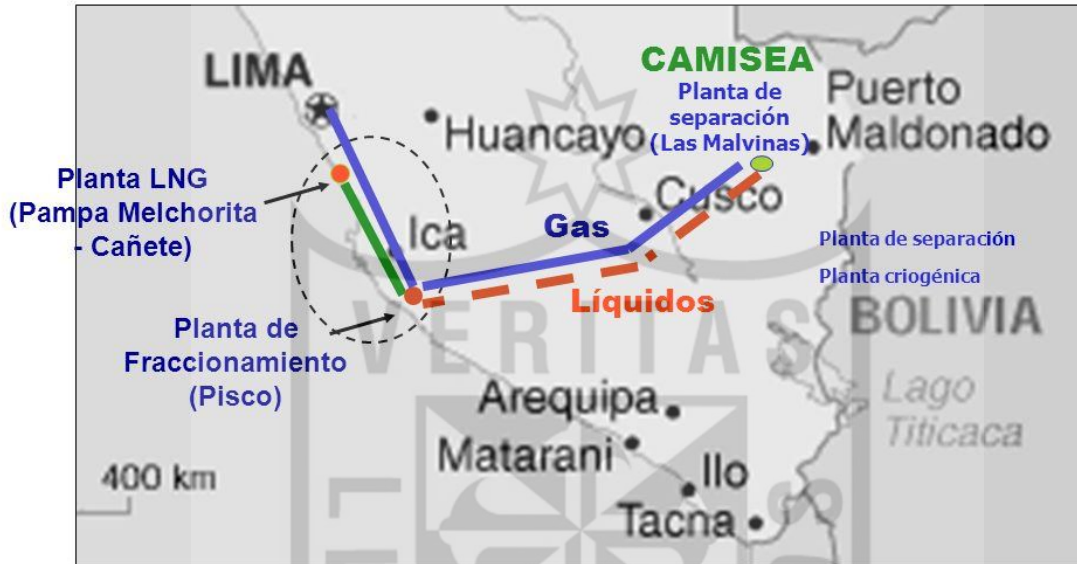 CAMISEA
Planta de
separación
(Las Malvinas)
LIMA
Huancayo
Puerto
Maldonado
Planta LNG
(Pampa Melchorita
- Cañete)
Cusco
Ica
Gas
Planta de separación
Planta criogénica
Líquidos
BOLIVIA
Planta de
Fraccionamiento
(Pisco)
VERITAS
Lago
Titicaca
Arequipa
Matarani
400 km
Ilo
Tacna